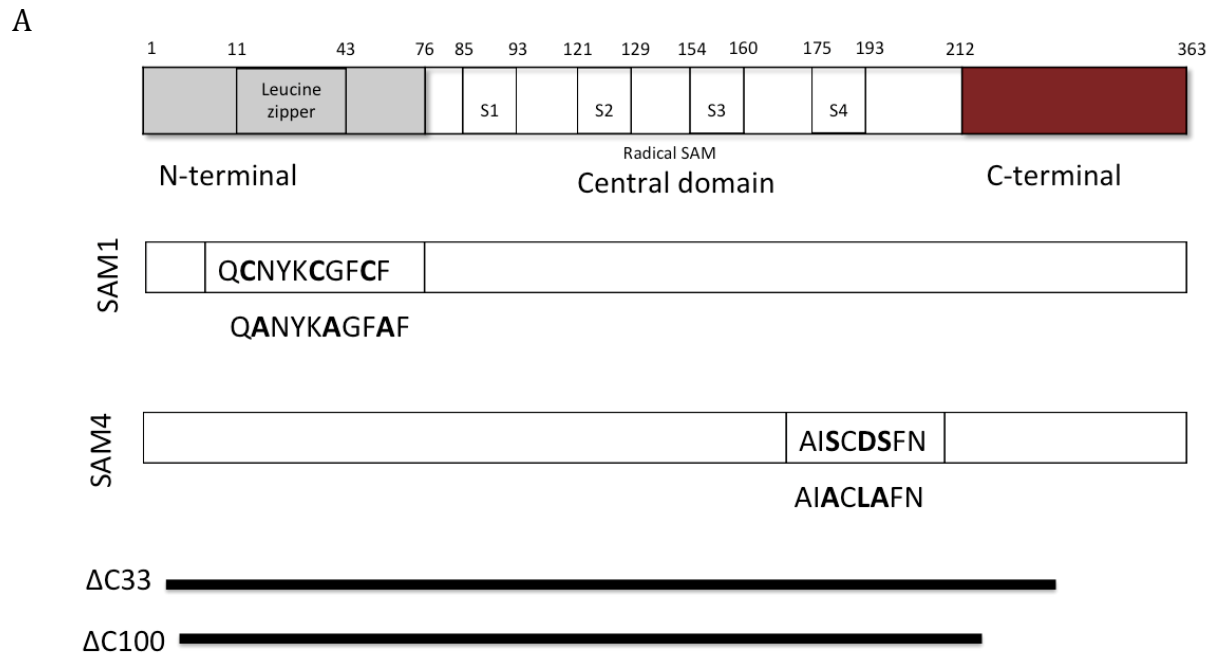 A
1 11 43 76 85 93 121 129 154 160 175 193 212 363
Leucine
zipper
S1 S2 S3 S4
Radical SAM
N-terminal Central domain C-terminal
SAM1
QCNYKCGFCF
QANYKAGFAF
SAM4
AISCDSFN
AIACLAFN
ΔC33
ΔC100